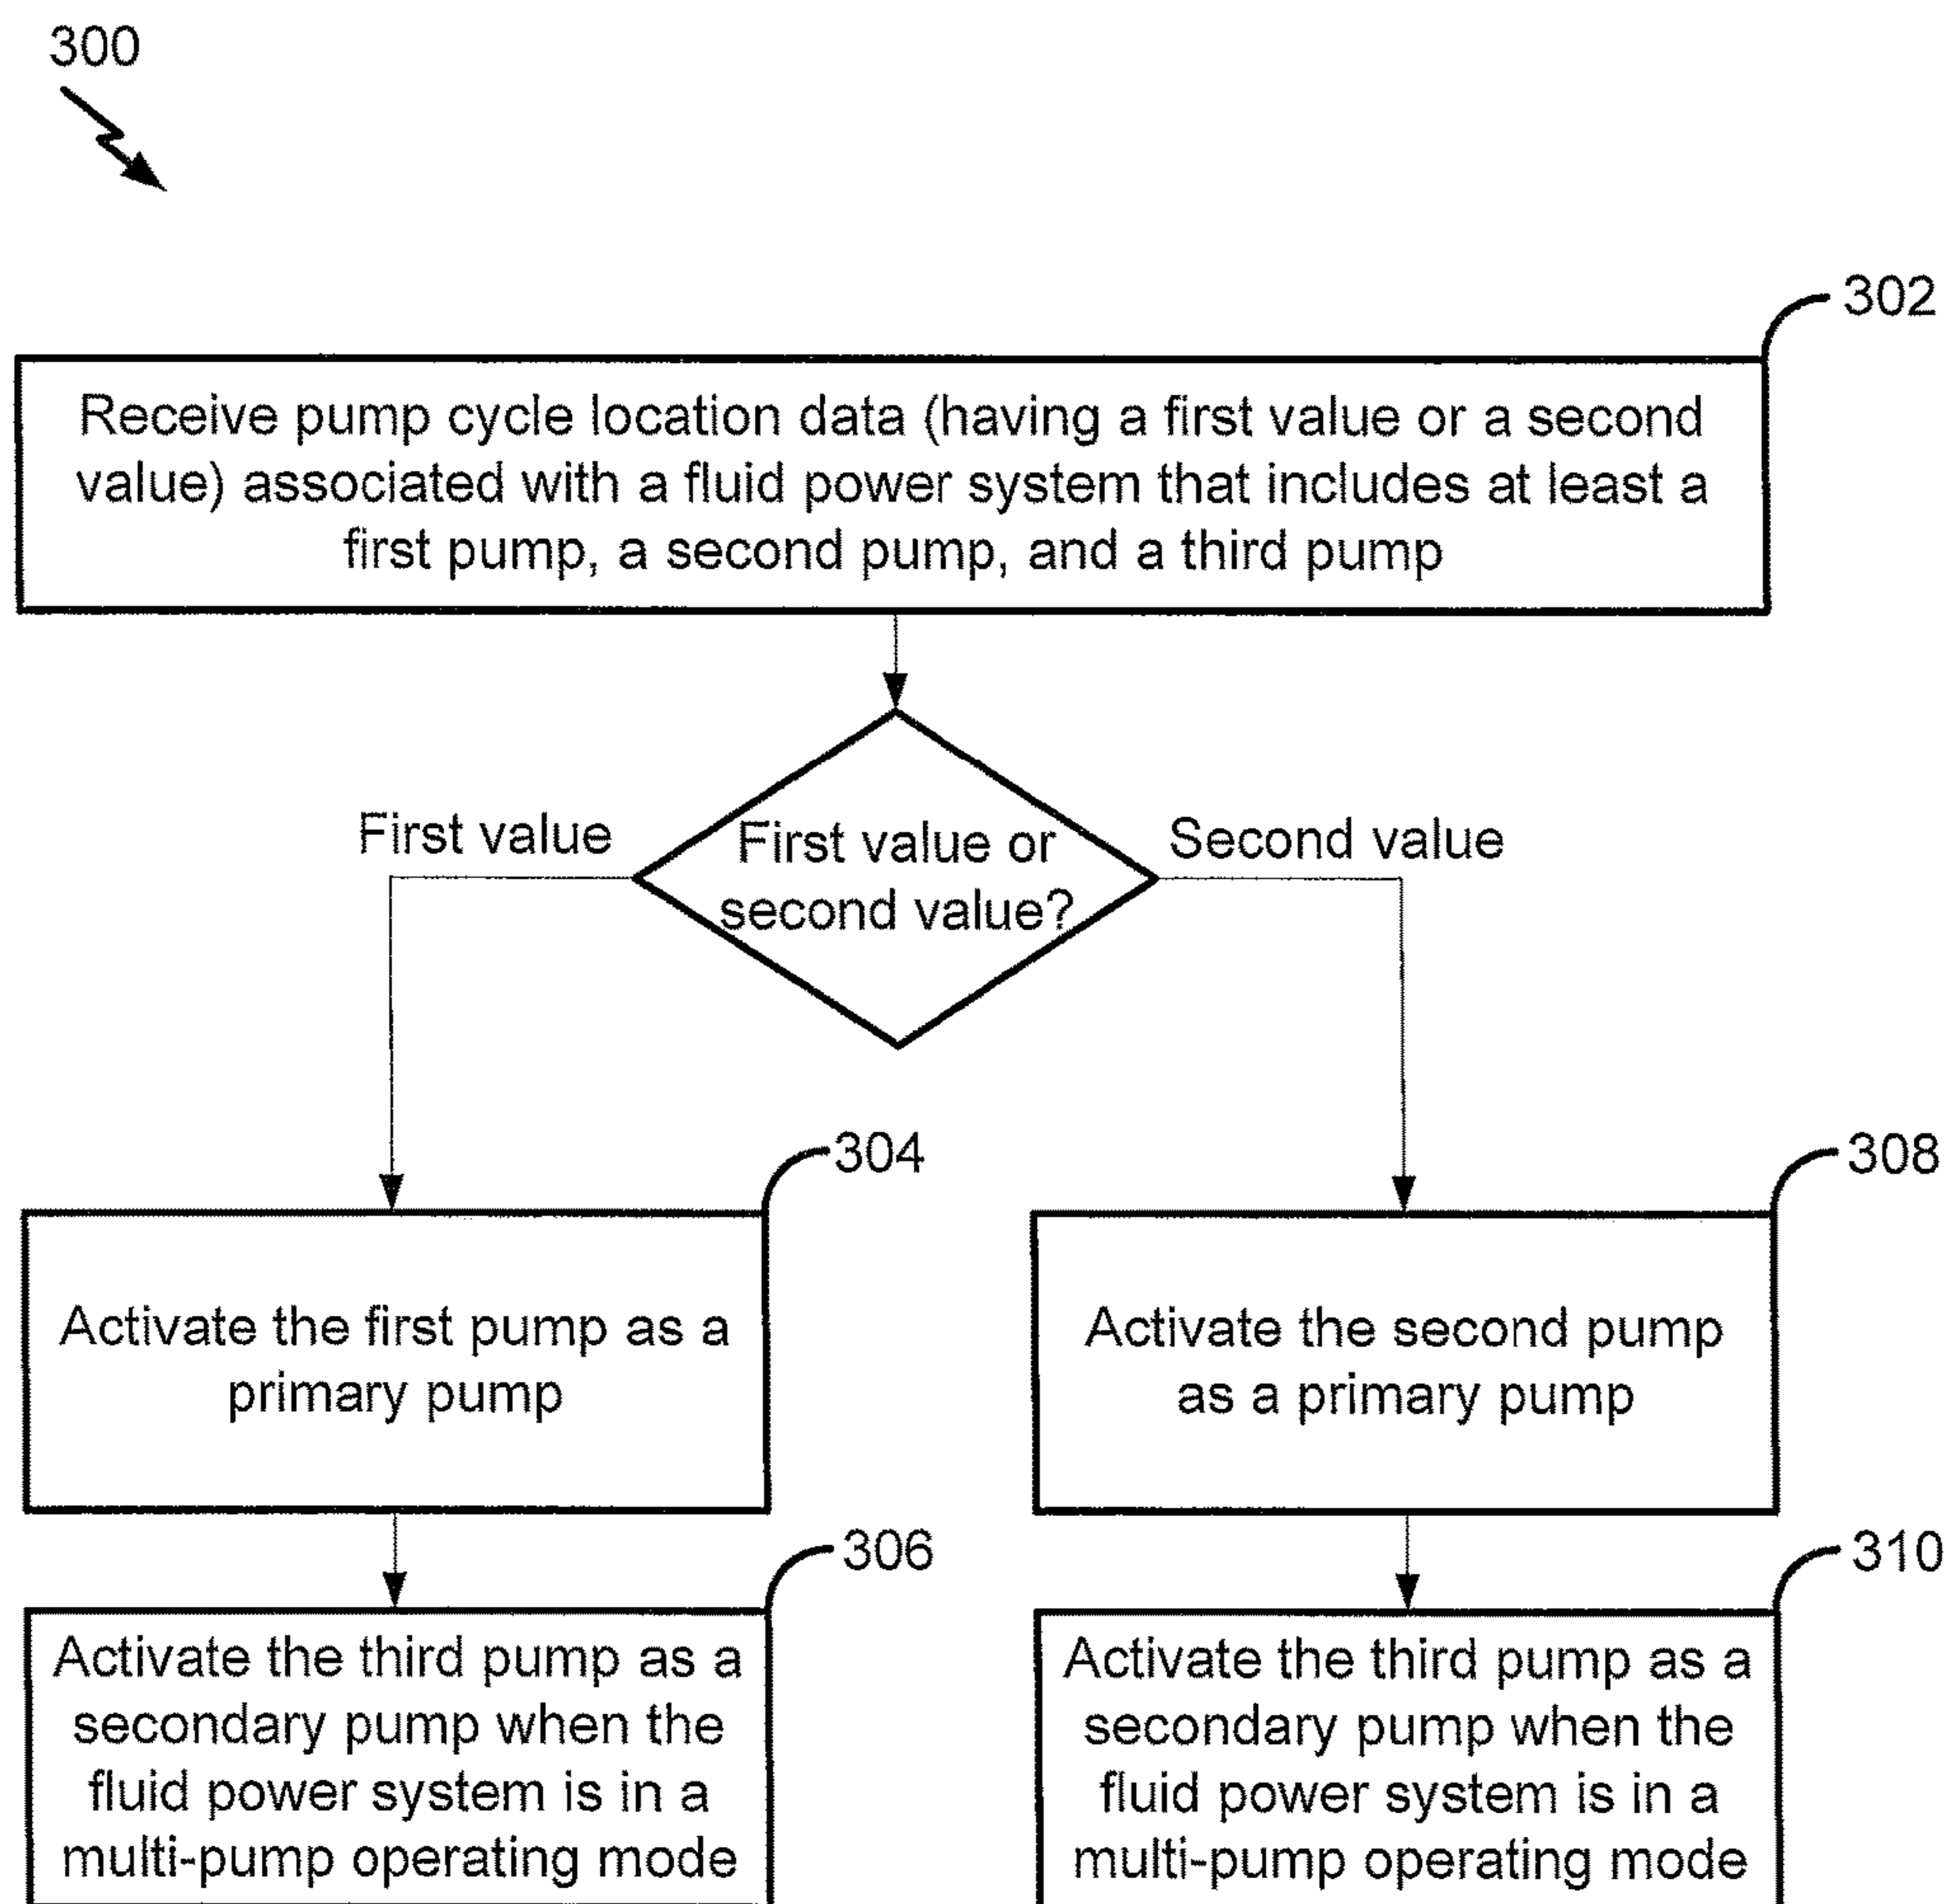 300
302
Receive pump cycle location data (having a first value or a second
value) associated with a fluid power system that includes at least a
first pump, a second pump, and a third pump
First value
First value or
second value?
Second value
304
308
Activate the first pump as a
primary pump
Activate the second pump
as a primary pump
306
310
Activate the third pump as a
secondary pump when the
fluid power system is in a
multi-pump operating mode
Activate the third pump as a
secondary pump when the
fluid power system is in a
multi-pump operating mode